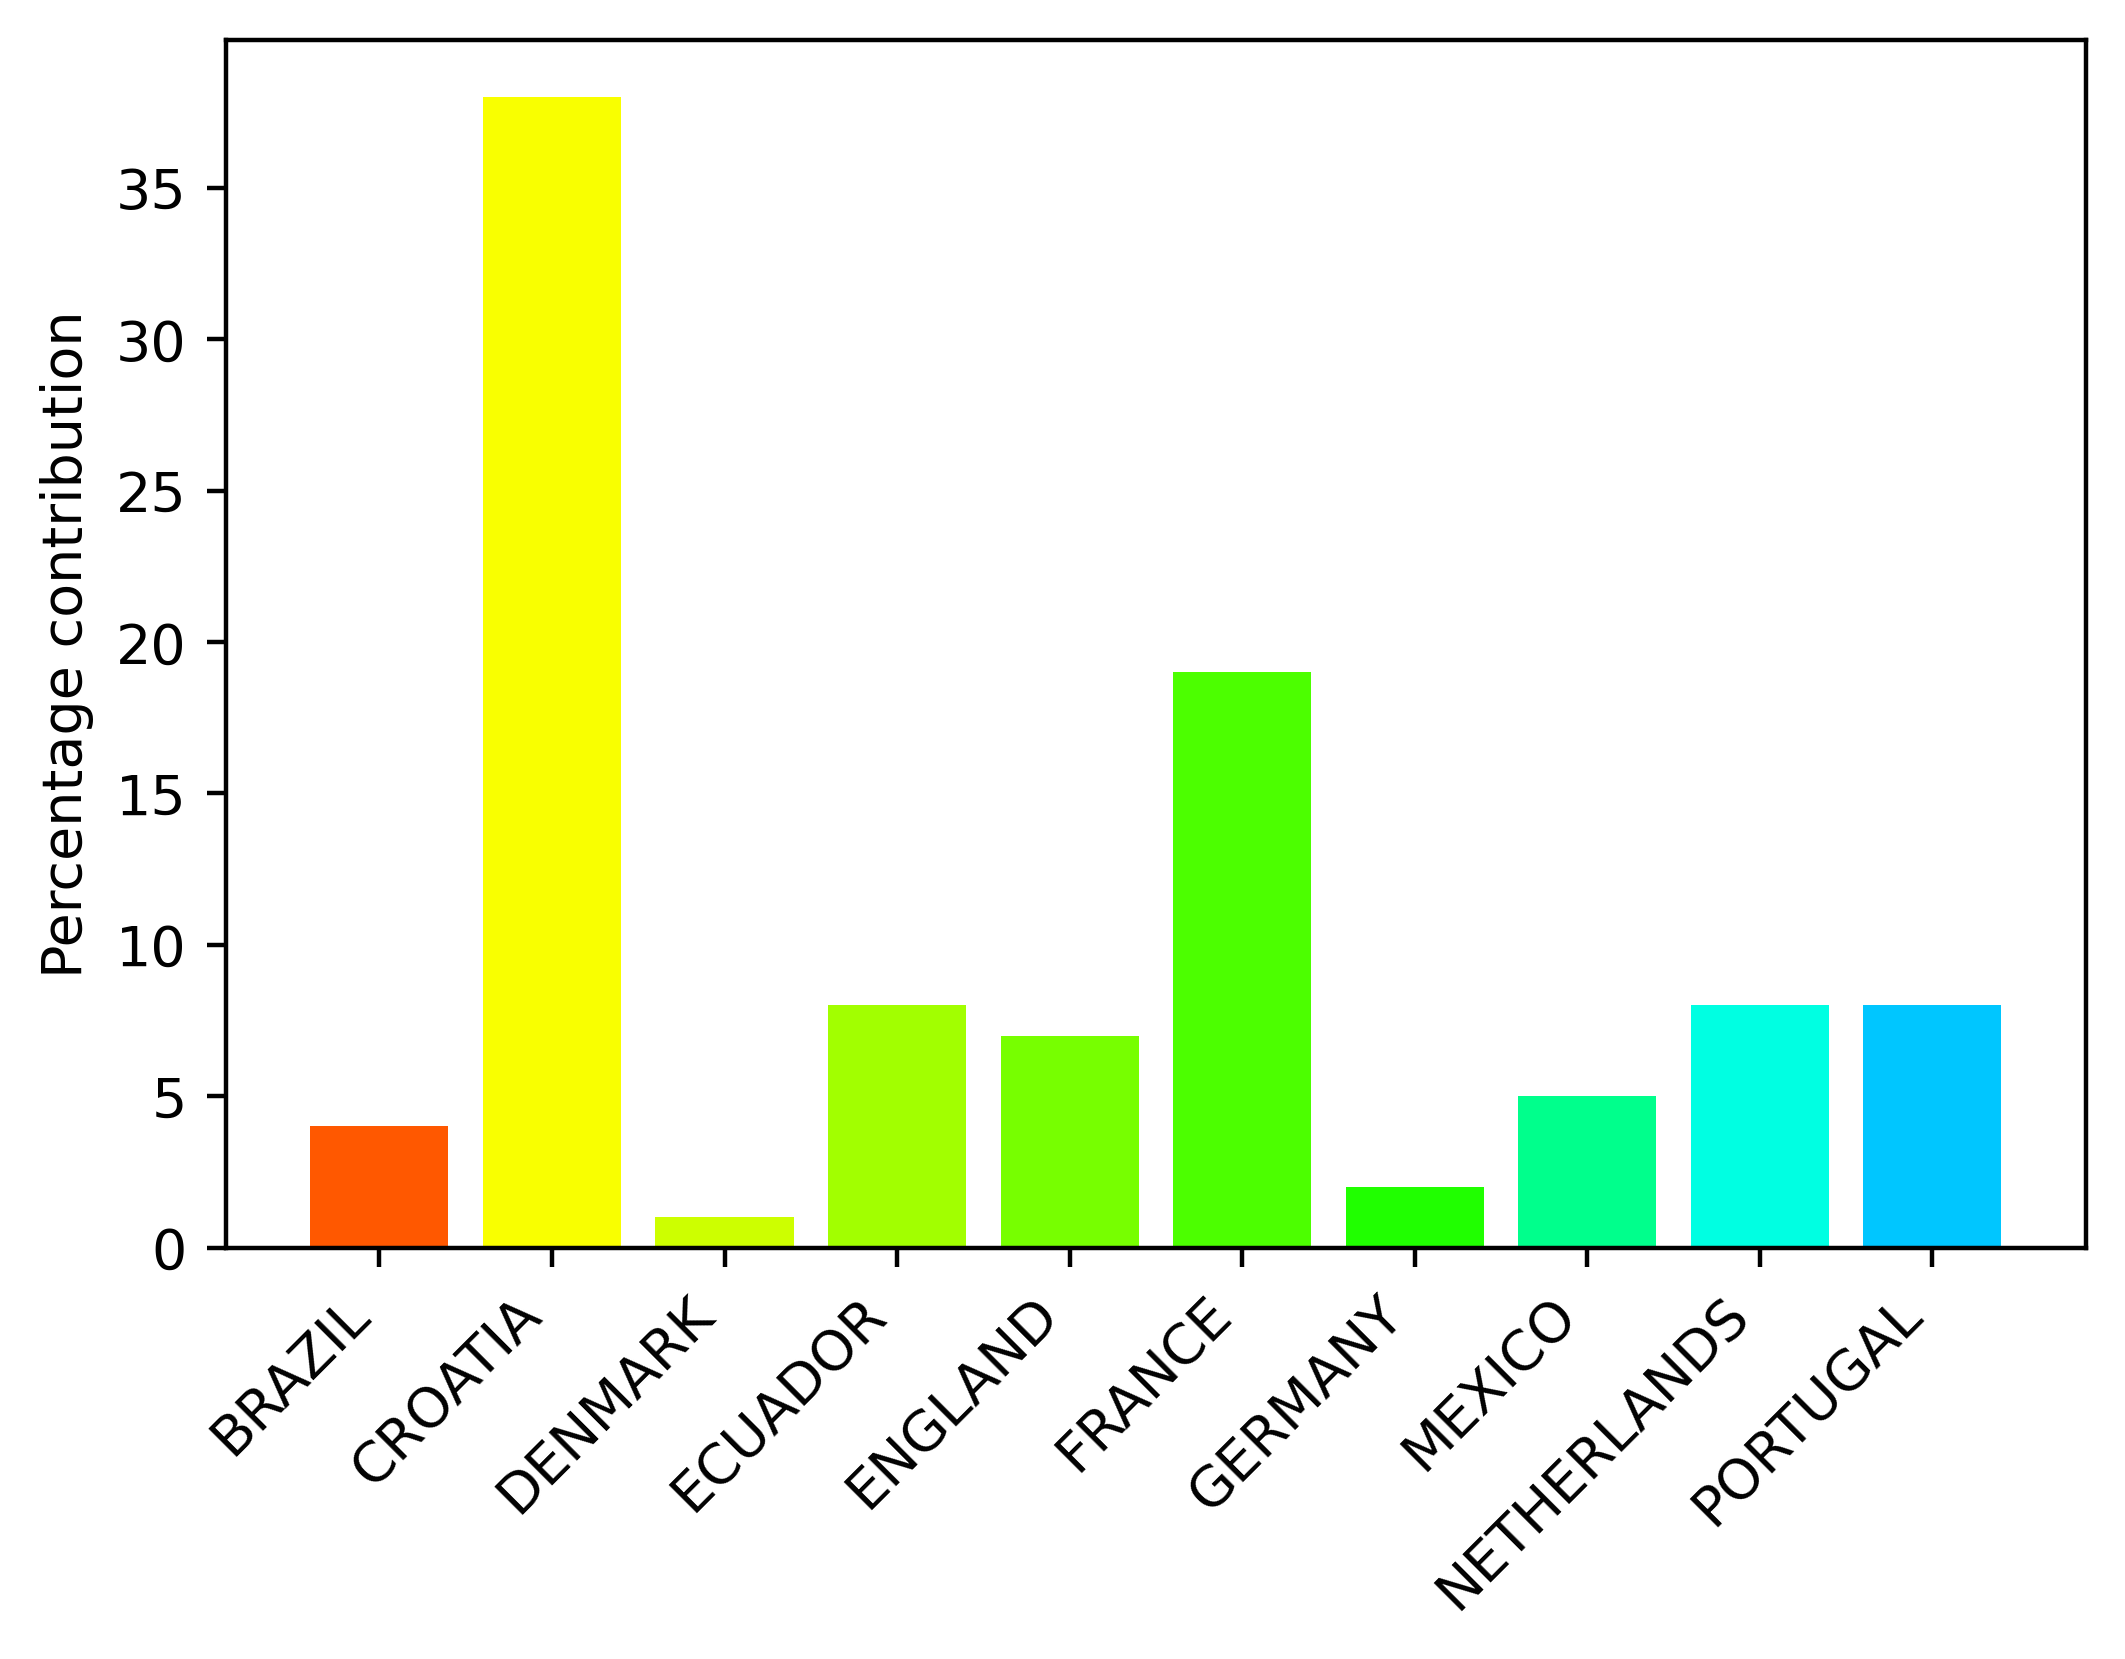 Percentage contribution
35
30
25
20
15
10
5
0
BRAZIL
CROATIA
DENMARK
ECUADOR
ENGLAND
FRANCE
GERMANY
MEXICO
NETHERLANDS
PORTUGAL